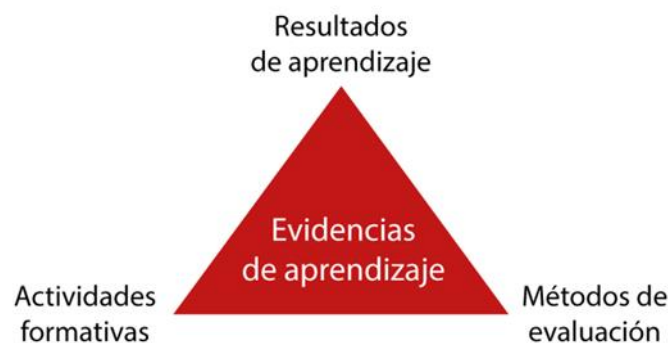 Resultados
de aprendizaje
Evidencias
de aprendizaje
Actividades
formativas
Métodos de
evaluación